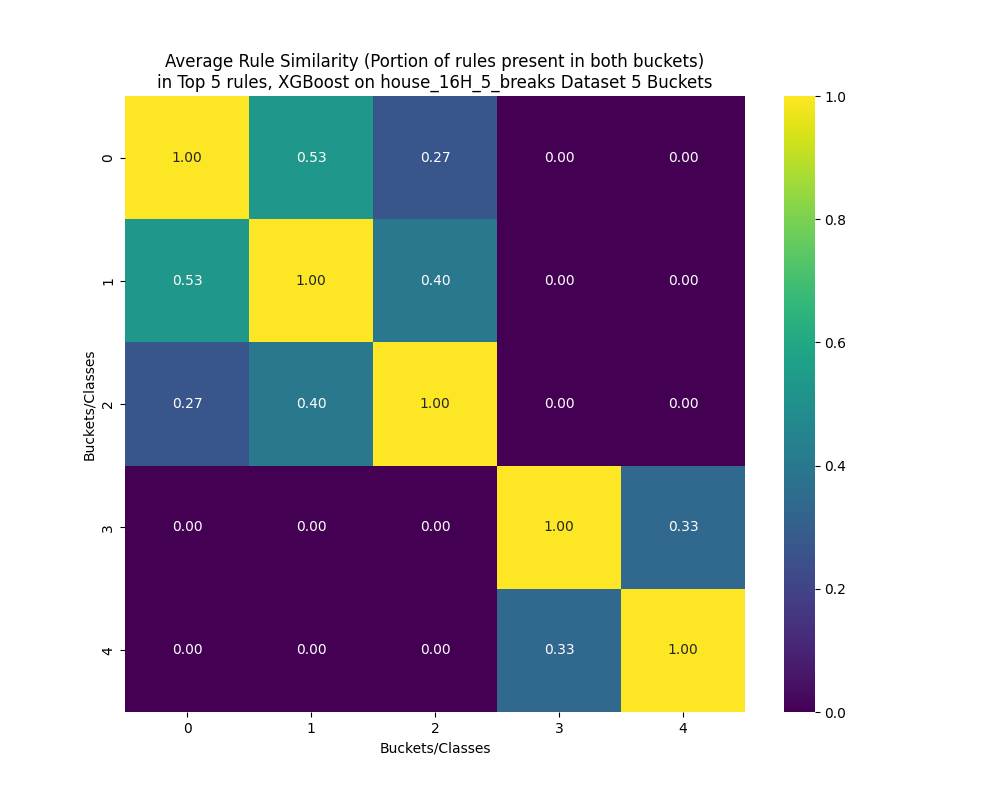 Average Rule Similarity (Portion of rules present in both buckets)
in Top 5 rules, XGBoost on house_16H_5_breaks Dataset 5 Buckets
1.0
0 1.00 0.53 0.27 0.00 0.00
0.8
1 0.53 1.00 0.40 0.00 0.00
0.6
Buckets/Classes
2 0.27 0.40 1.00 0.00 0.00
0.4
3 0.00 0.00 0.00 1.00 0.33
0.2
4 0.00 0.00 0.00 0.33 1.00
0.0
0 1 2 3 4
Buckets/Classes